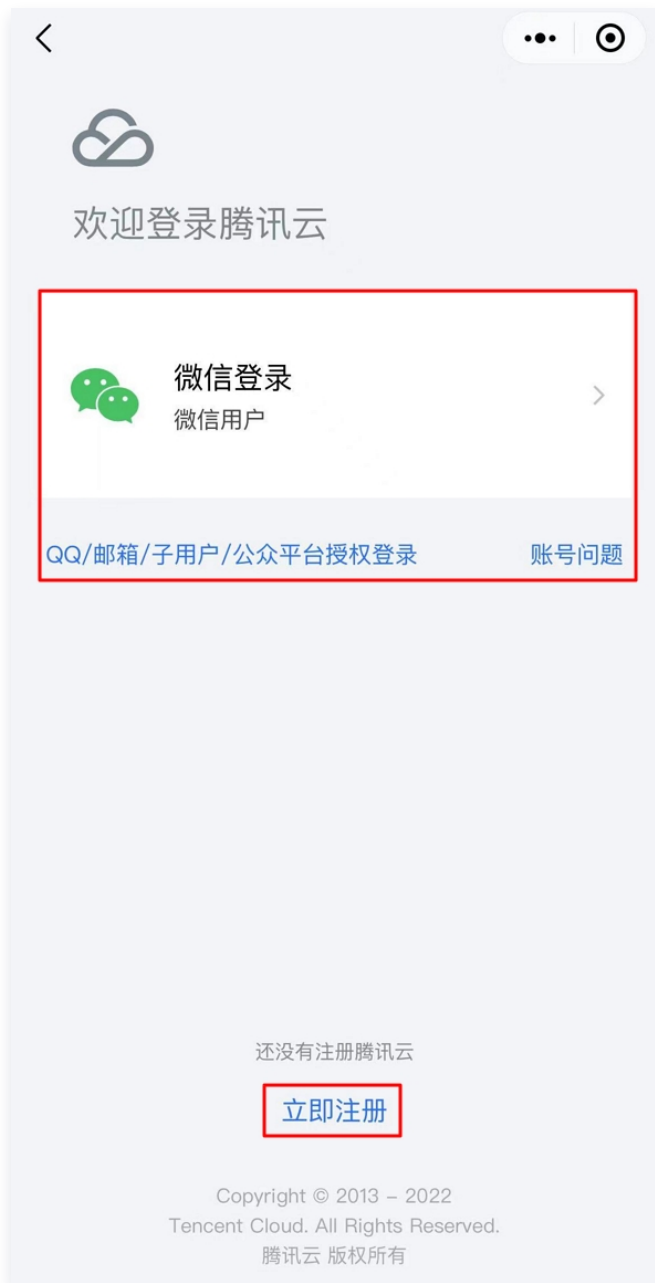 欢迎登录腾讯云
微信登录
微信用户
QQ/邮箱/子用户/公众平台授权登录 账号问题
还没有注册腾讯云
立即注册
Copyright © 2013 – 2022
Tencent Cloud. All Rights Reserved.
腾讯云 版权所有